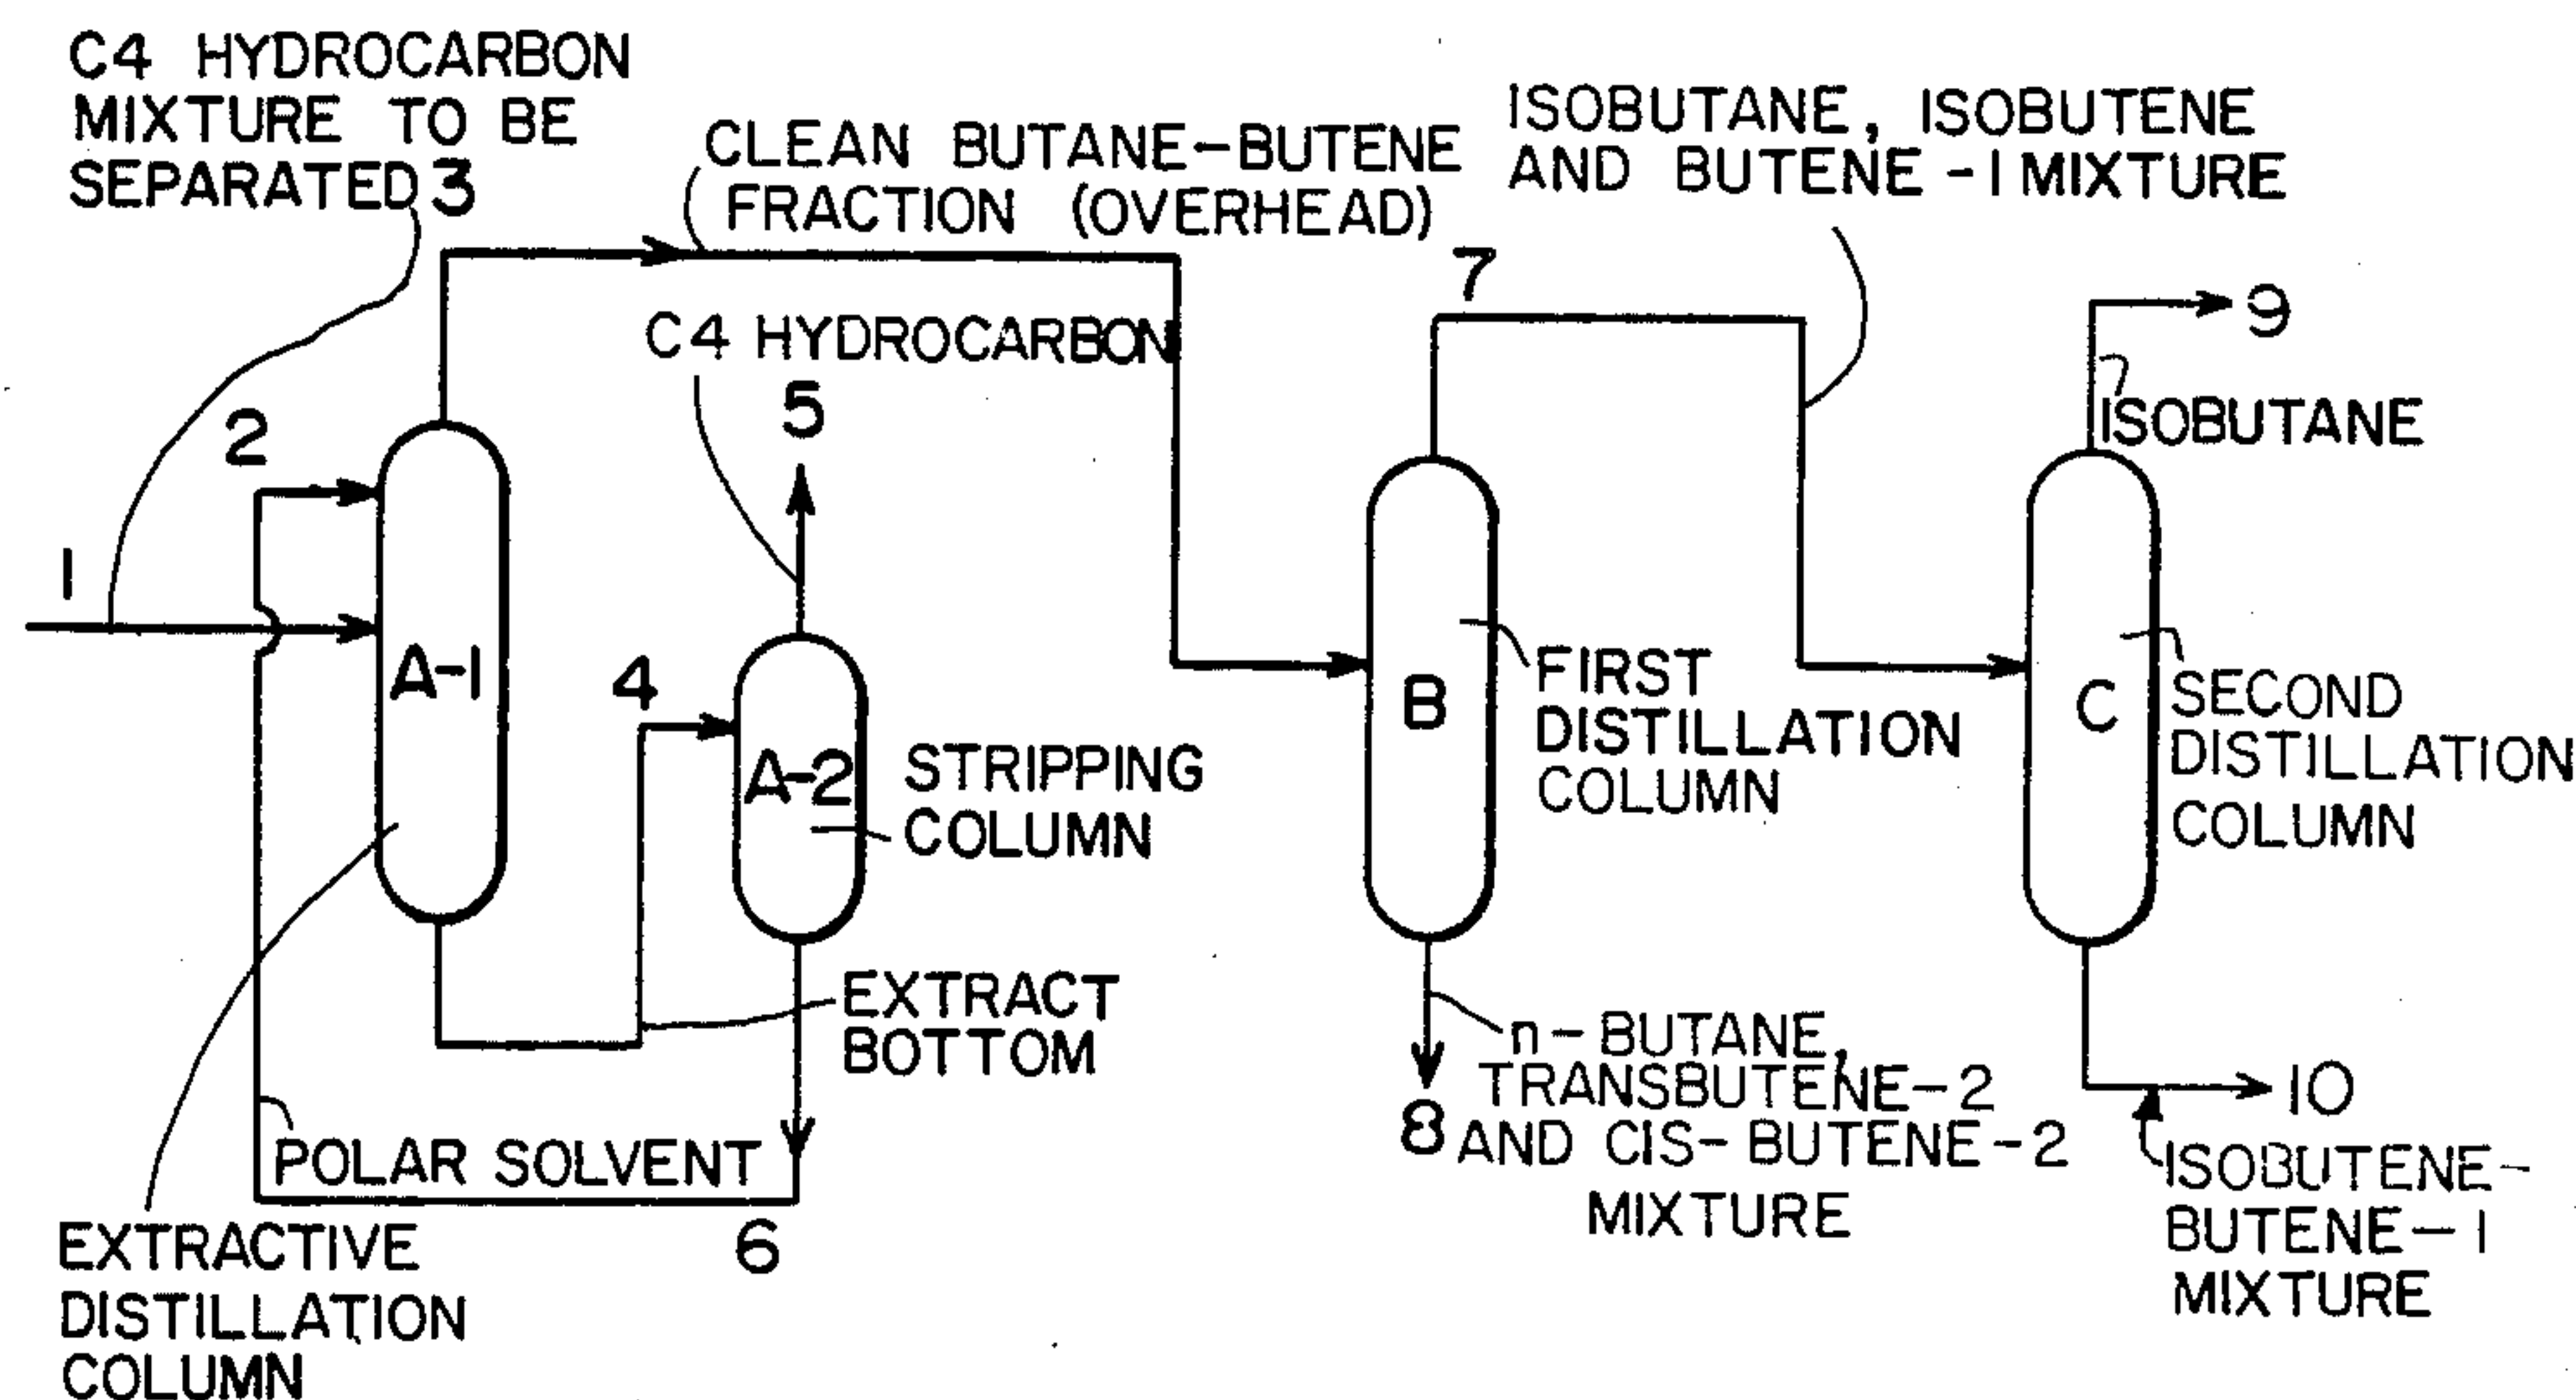 C4 HYDROCARBON
MIXTURE TO BE
SEPARATED 3
CLEAN BUTANE-BUTENE
FRACTION (OVERHEAD)
ISOBUTANE, ISOBUTENE
AND BUTENE-1 MIXTURE
7
9
C4 HYDROCARBON
5
ISOBUTANE
2
1
A-1
4
A-2
STRIPPING
COLUMN
B
FIRST
DISTILLATION
COLUMN
C
SECOND
DISTILLATION
COLUMN
EXTRACT
BOTTOM
n-BUTANE,
TRANSBUTENE-2
8 AND CIS-BUTENE-2
MIXTURE
10
ISOBUTENE-
BUTENE-1
MIXTURE
POLAR SOLVENT
6
EXTRACTIVE
DISTILLATION
COLUMN